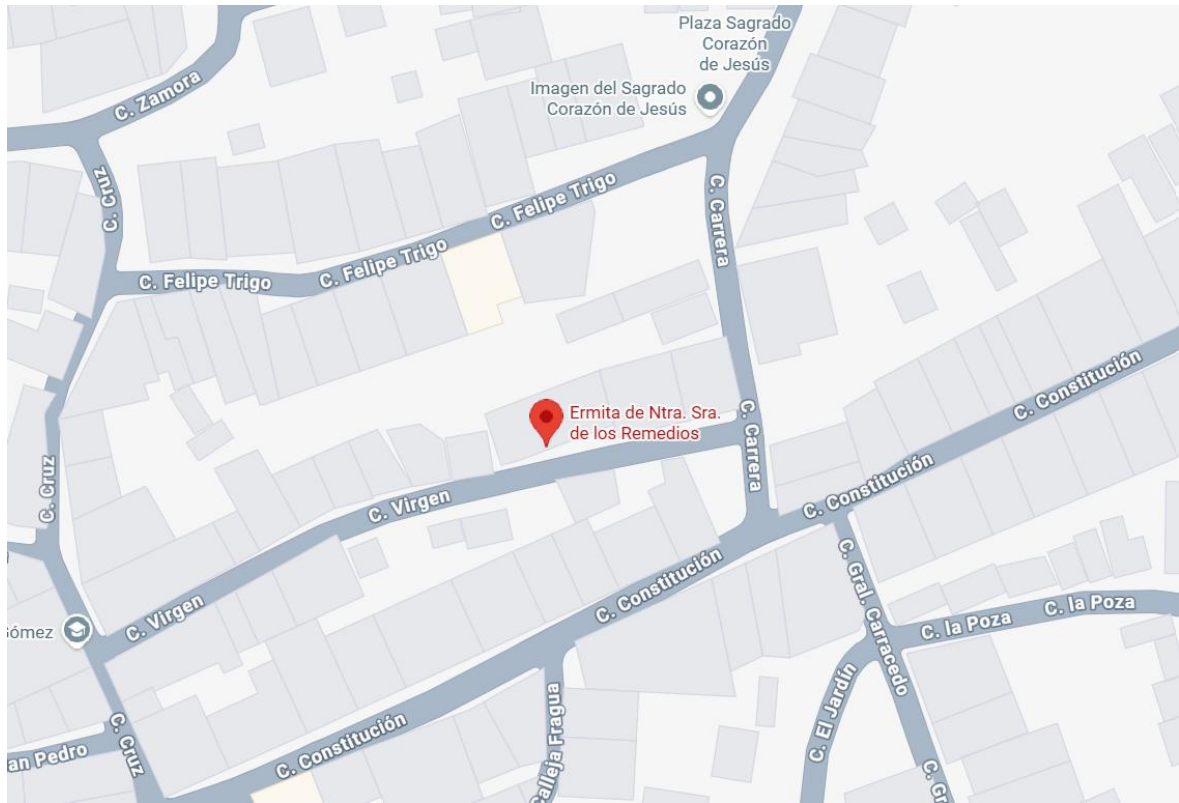 Plaza Sagrado
Corazón
de Jesús
Imagen del Sagrado
Corazón de Jesús
C. Zamora
C. Cruz
C. Felipe Trigo
C. Felipe Trigo
C. Felipe Trigo
C. Carrera
C. Constitución
Ermita de Ntra. Sra.
de los Remedios
C. Carrera
C. Cruz
C. Virgen
C. Constitución
C. Constitución
C. Gral. Carracedo
C. la Poza
C. la Poza
C. Virgen
C. El Jardín
Calleja Fragua
C. Cruz
C. Constitución